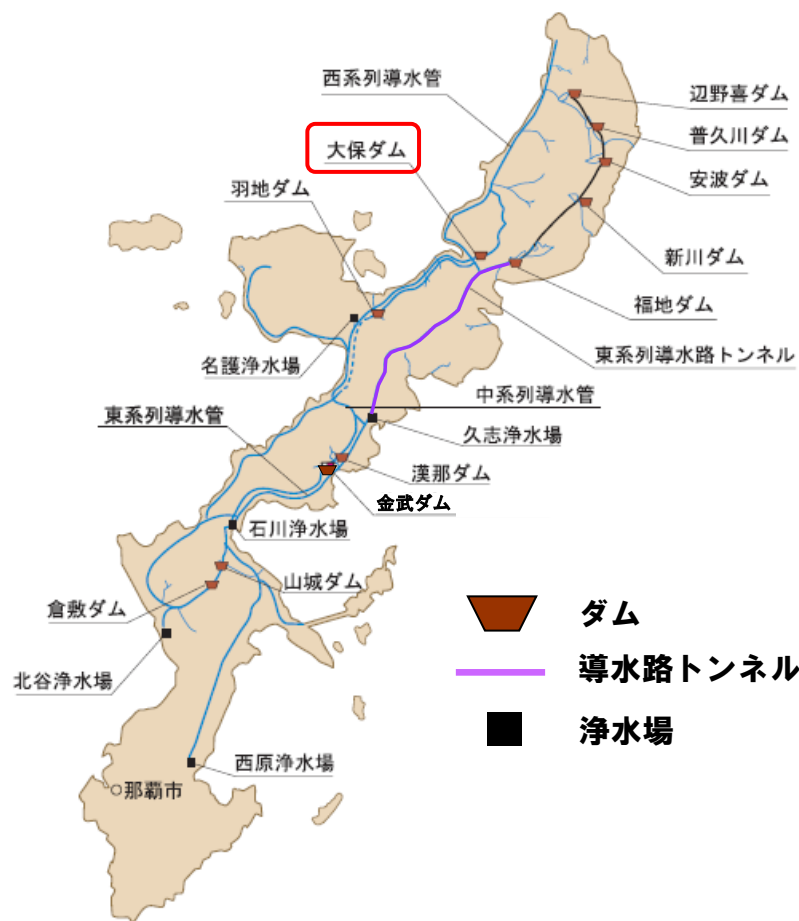 西系列導水管
辺野喜ダム
普久川ダム
大保ダム
安波ダム
羽地ダム
新川ダム
福地ダム
東系列導水路トンネル
名護浄水場
中系列導水管
東系列導水管
久志浄水場
漢那ダム
金武ダム
石川浄水場
山城ダム
倉敷ダム
北谷浄水場
西原浄水場
那覇市
ダム
導水路トンネル
浄水場